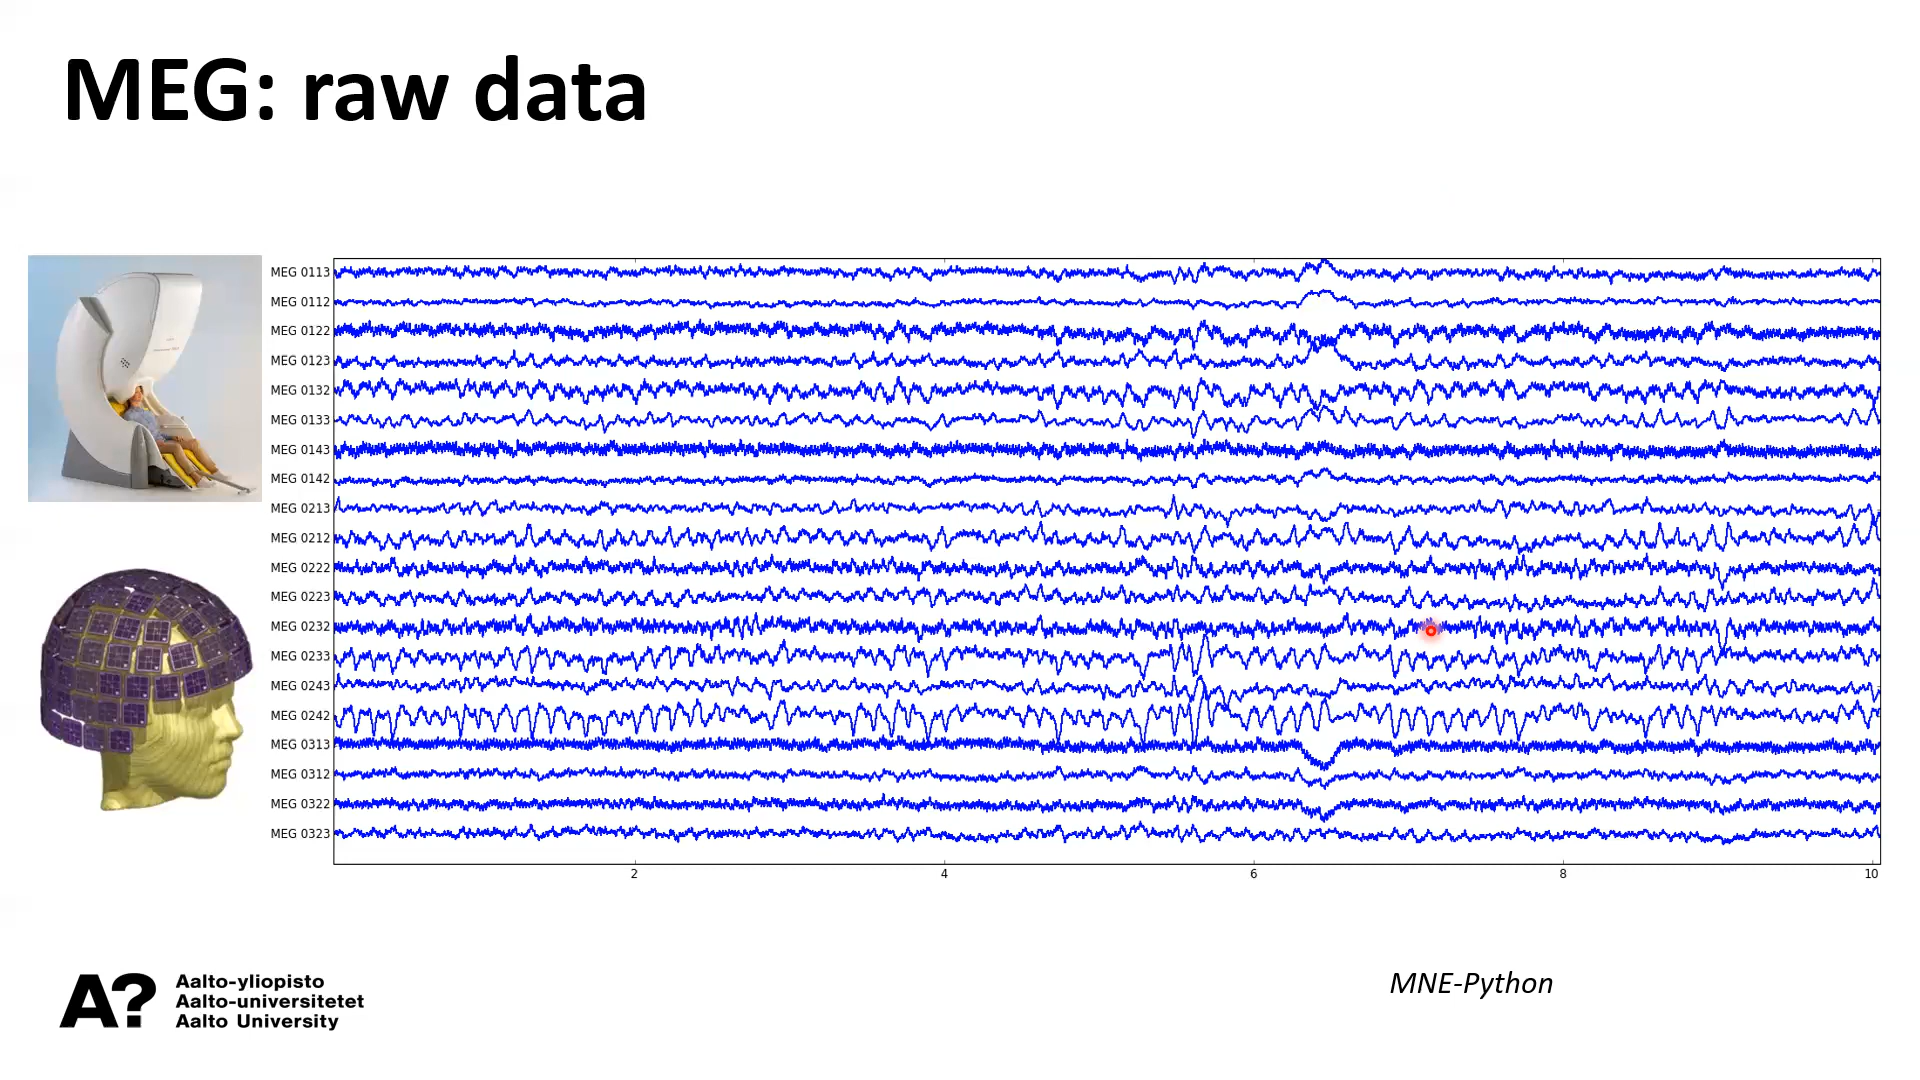 MEG: raw data
MEG 0113
MEG 0112
MEG 0122
MEG 0123
MEG 0132
MEG 0133
MEG 0143
MEG 0142
MEG 0213
MEG 0212
MEG 0222
MEG 0223
MEG 0232
MEG 0233
MEG 0243
MEG 0242
MEG 0313
MEG 0312
MEG 0322
MEG 0323
2 4 6 8 10
A?
Aalto-yliopisto
Aalto-universitetet
Aalto University
MNE-Python